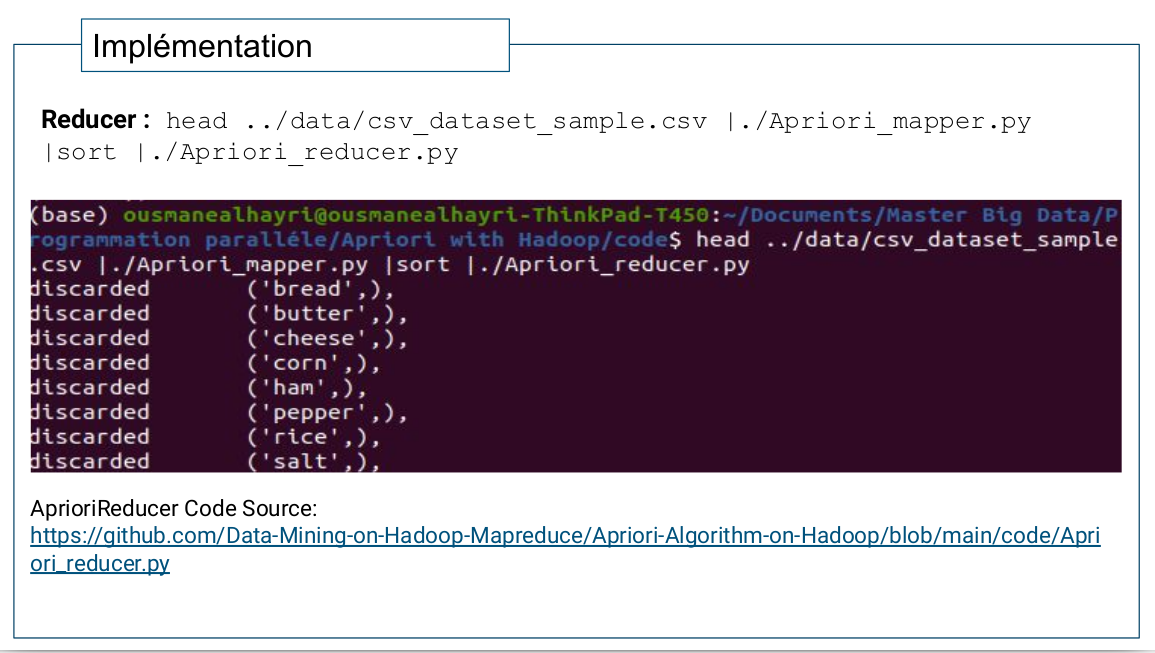 Implémentation
Reducer : head ../data/csv_dataset_sample.csv |./Apriori_mapper.py
|sort |./Apriori_reducer.py
(base) ousmanealhayri@ousmanealhayri-ThinkPad-T450:~/Documents/Master Big Data/P
rogrammation paralléle/Apriori with Hadoop/code$ head ../data/csv_dataset_sample
.csv |./Apriori_mapper.py |sort |./Apriori_reducer.py
discarded ('bread',),
discarded ('butter',),
discarded ('cheese',),
discarded ('corn',),
discarded ('ham',),
discarded ('pepper',),
discarded ('rice',),
discarded ('salt',),
AprioriReducer Code Source:
https://github.com/Data-Mining-on-Hadoop-Mapreduce/Apriori-Algorithm-on-Hadoop/blob/main/code/Apri
ori_reducer.py